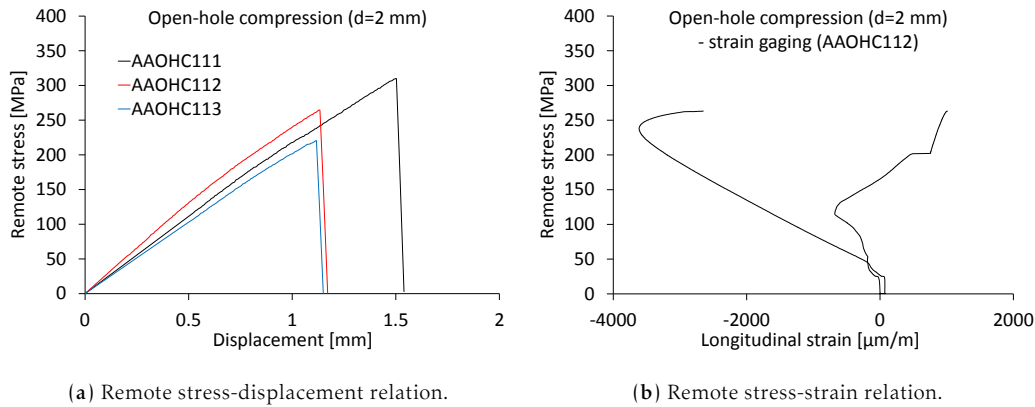 Open-hole compression (d=2 mm)
400
350
300
250
200
150
100
50
0
Remote stress [MPa]
AAOHC111
AAOHC112
AAOHC113
0
0.5
1
1.5
2
Displacement [mm]
(a) Remote stress-displacement relation.
Open-hole compression (d=2 mm)
- strain gaging (AAOHC112)
400
350
300
250
200
150
100
50
0
Remote stress [MPa]
-4000
-2000
0
2000
Longitudinal strain [µm/m]
(b) Remote stress-strain relation.